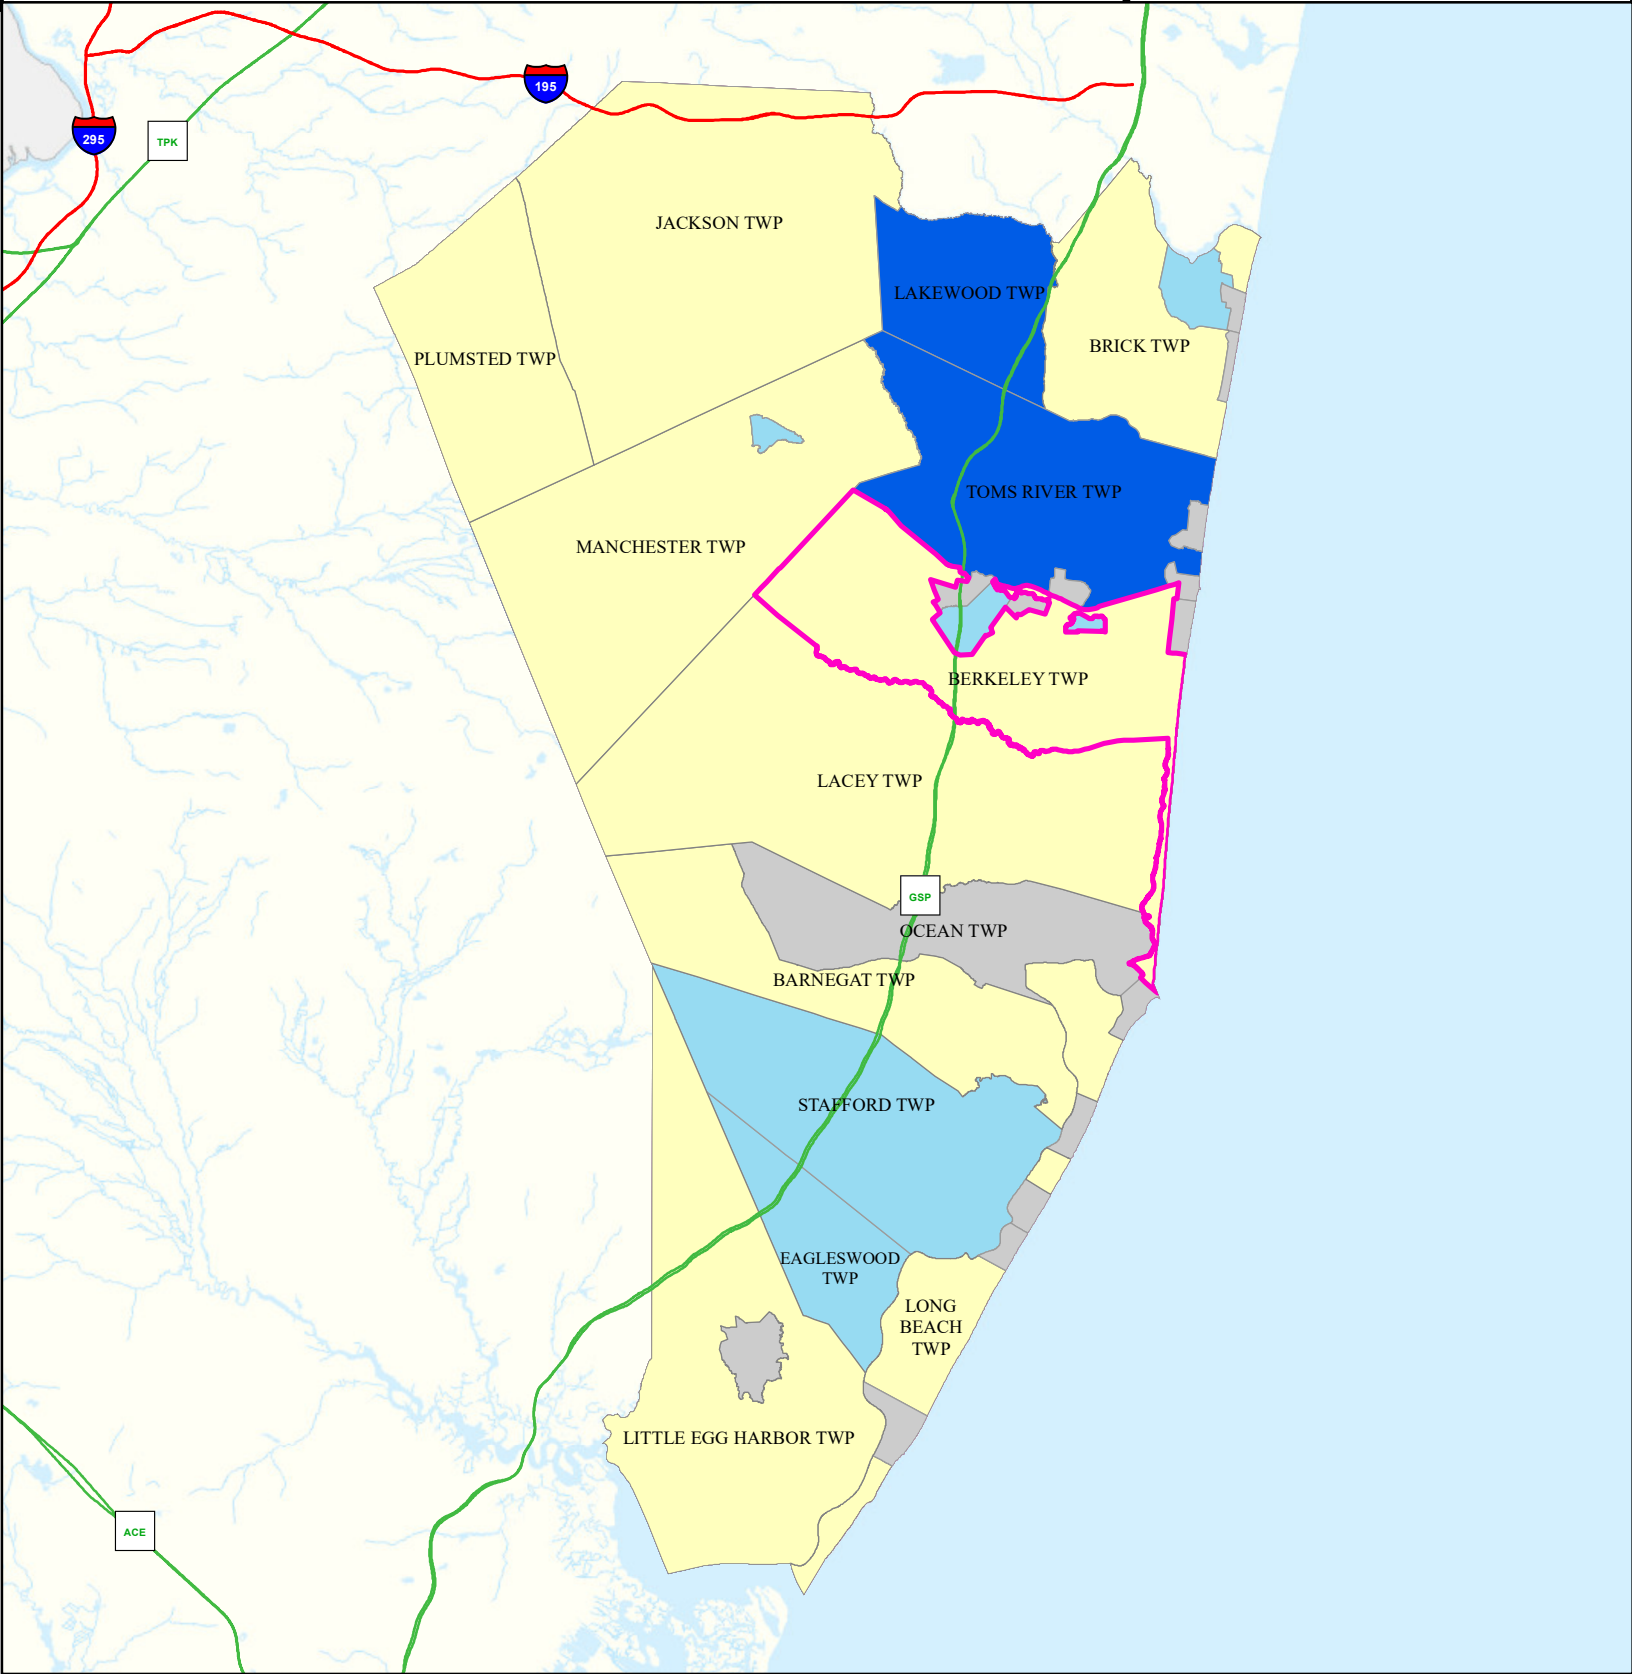 195
295
TPK
JACKSON TWP
LAKEWOOD TWP
BRICK TWP
PLUMSTED TWP
TOMS RIVER TWP
MANCHESTER TWP
BERKELEY TWP
LACEY TWP
GSP
OCEAN TWP
BARNEGAT TWP
STAFFORD TWP
EAGLESWOOD
TWP
LONG
BEACH
TWP
LITTLE EGG HARBOR TWP
ACE